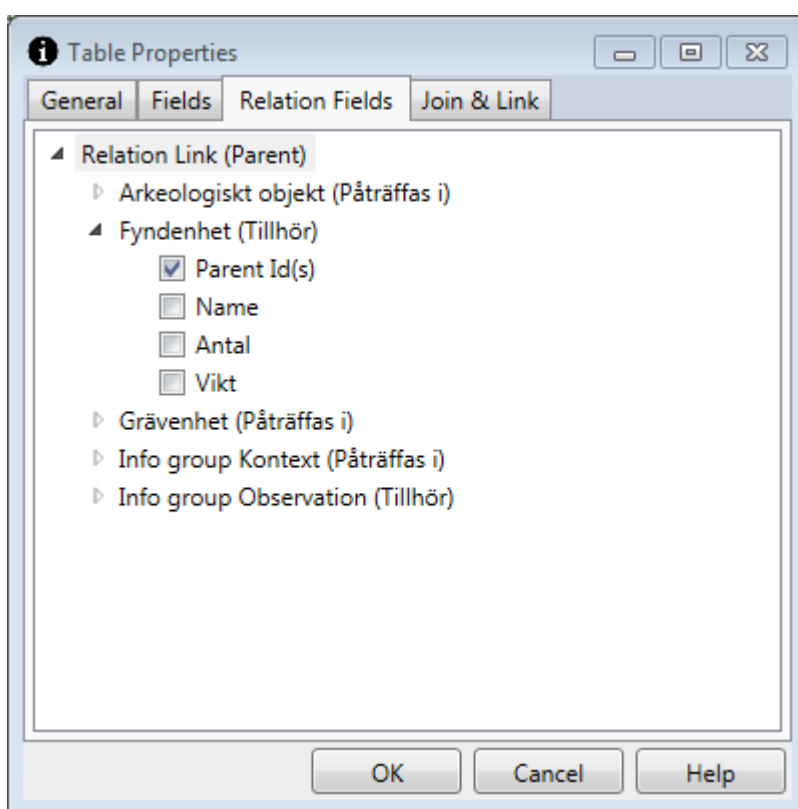 Table Properties
General Fields Relation Fields Join & Link
Relation Link (Parent)
Arkeologiskt objekt (Påträffas i)
Fyndenhet (Tillhör)
Parent Id(s)
Name
Antal
Vikt
Grävenhet (Påträffas i)
Info group Kontext (Påträffas i)
Info group Observation (Tillhör)
OK Cancel Help